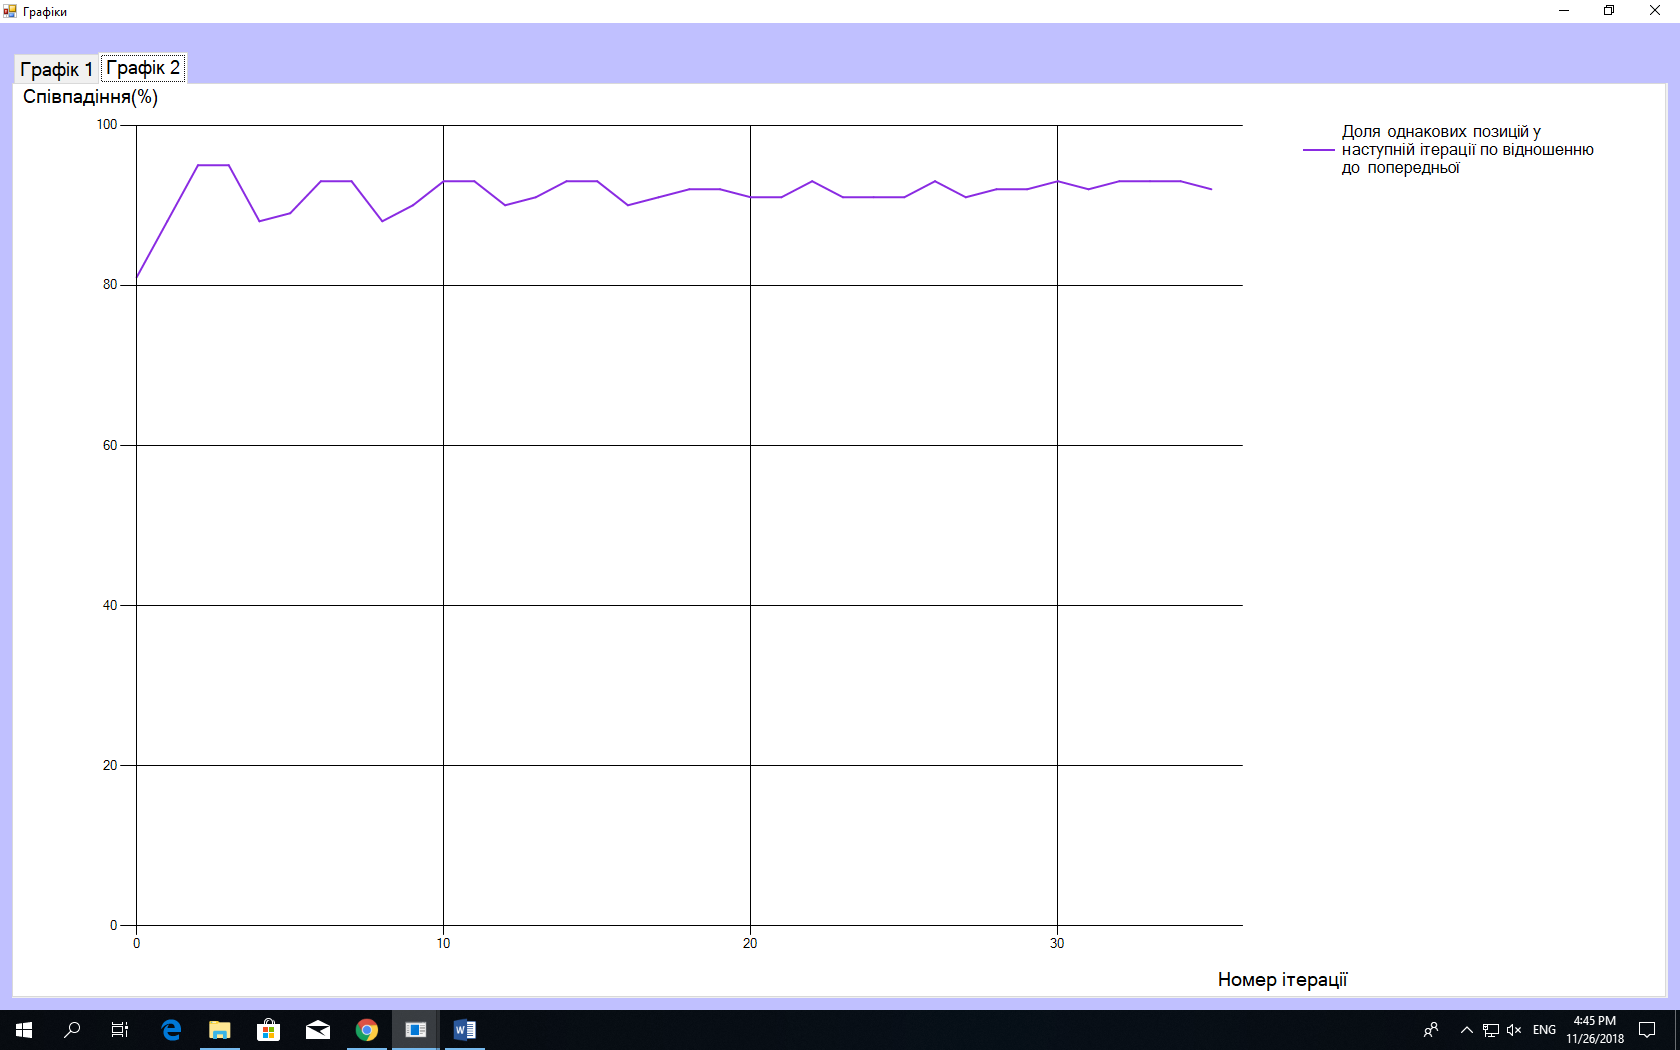 Графіки
Графік 1
Графік 2
Співпадіння(%)
100
80
60
40
20
0
0
10
20
30
Номер ітерації
Доля однакових позицій у
наступній ітерації по відношенню
до попередньої
ENG
4:45 PM
11/26/2018